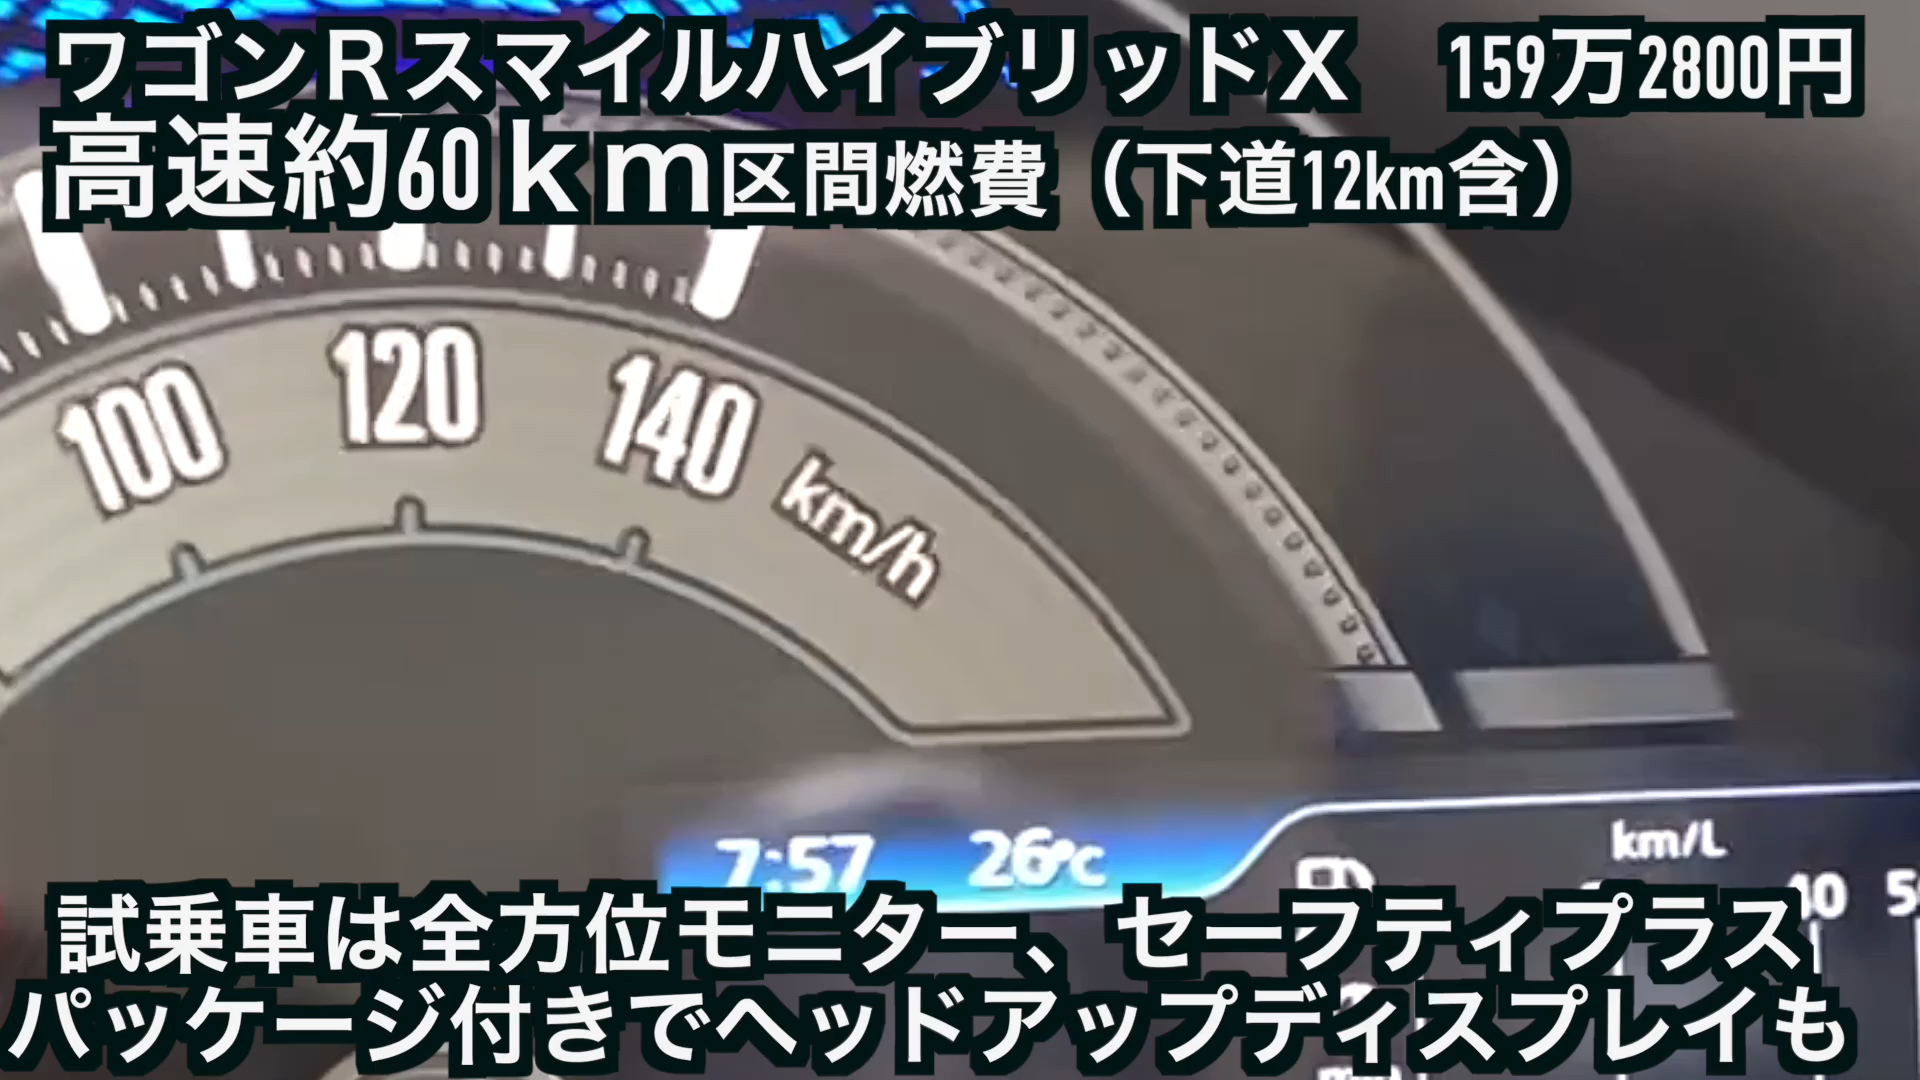 ワゴンＲスマイルハイブリッドＸ　159万2800円
高速約60ｋｍ区間燃費（下道12km含）
100 120 140 km/h
7:57 26℃
km/L
40
試乗車は全方位モニター、セーフティプラス
パッケージ付きでヘッドアップディスプレイも